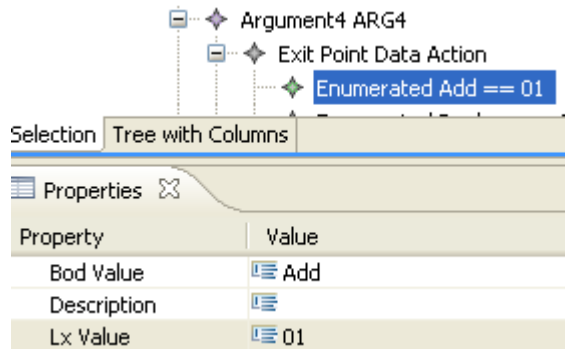 Argument4 ARG4
Exit Point Data Action
Enumerated Add == 01
Selection Tree with Columns
Properties
Property Value
Bod Value Add
Description
Lx Value 01